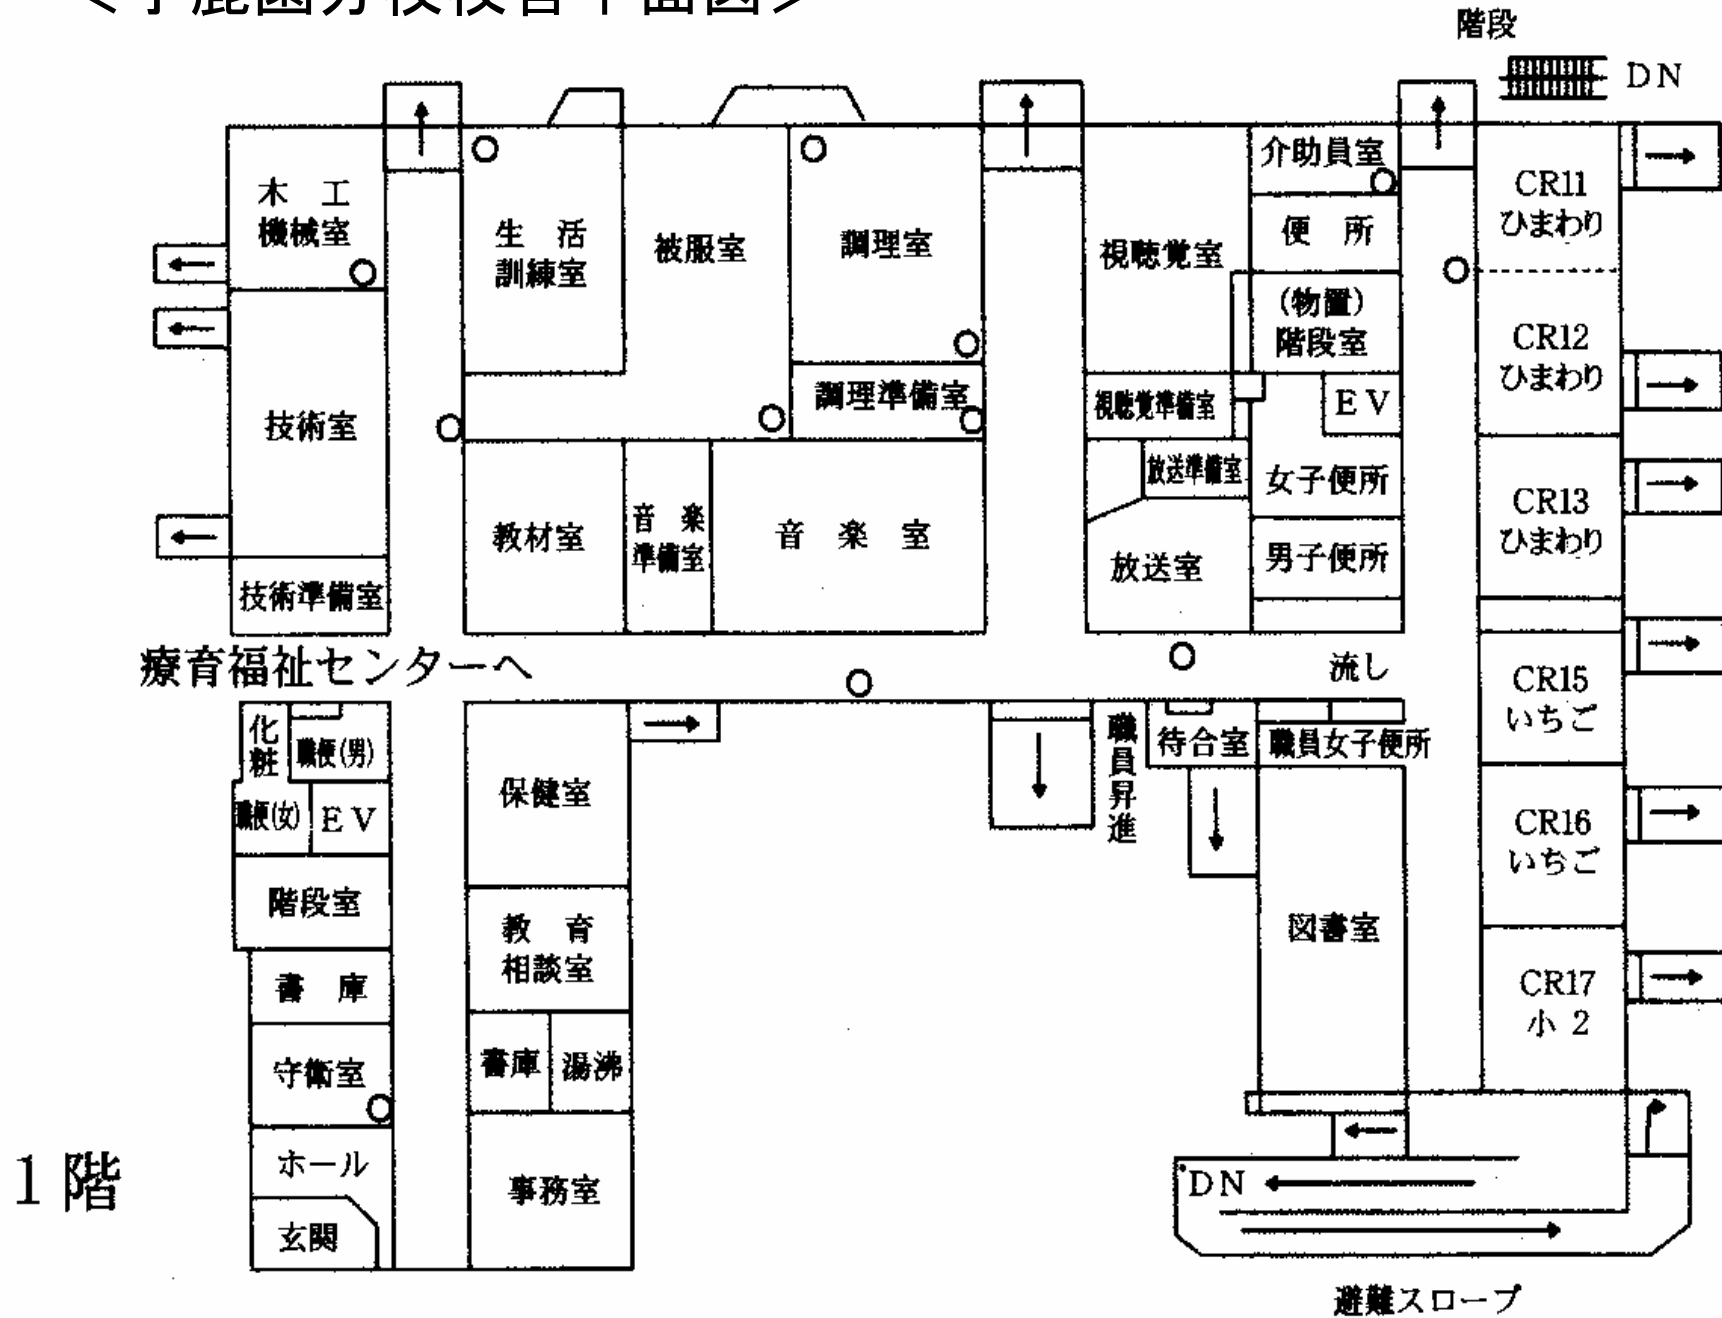 階段
DN
木 工
機械室
生 活
訓練室
被服室
調理室
視聴覚室
介助員室
便 所
(物置)
階段室
CR11
ひまわり
CR12
ひまわり
技術室
調理準備室
視聴覚準備室
EV
放送準備室
女子便所
CR13
ひまわり
教材室
音 楽
準備室
音 楽 室
放送室
男子便所
技術準備室
療育福祉センターへ
流し
CR15
いちご
化粧
職便(男)
職員昇進
待合室
職員女子便所
保健室
職便(女)
EV
CR16
いちご
階段室
教 育
相談室
図書室
書 庫
CR17
小 2
守衛室
書庫
湯沸
1階
ホール
事務室
玄関
DN
避難スロープ